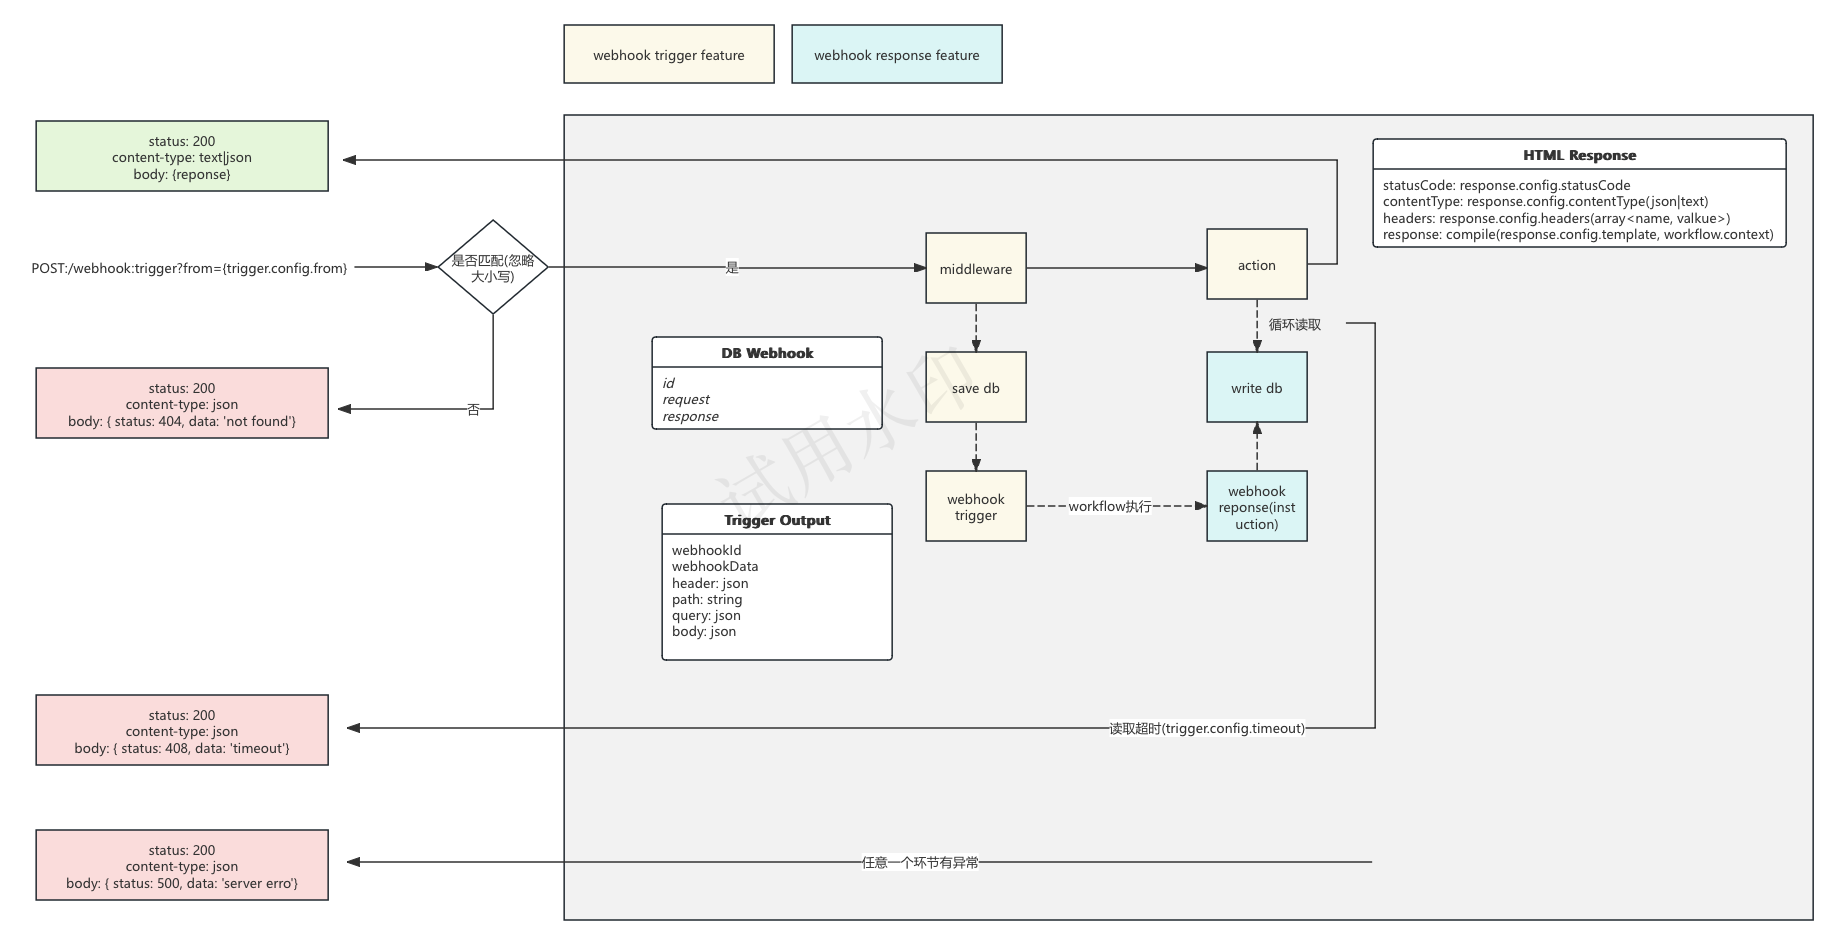 webhook trigger feature
webhook response feature
status: 200
content-type: text|json
body: {reponse}
HTML Response
statusCode: response.config.statusCode
contentType: response.config.contentType(json|text)
headers: response.config.headers(array<name, valkue>)
response: compile(response.config.template, workflow.context)
POST:/webhook:trigger?from={trigger.config.from}
是否匹配(忽略
大小写)
是
middleware
action
循环读取
DB Webhook
id
request
response
save db
write db
status: 200
content-type: json
body: { status: 404, data: 'not found'}
否
试用水印
webhook
trigger
workflow执行
webhook
reponse(inst
uction)
Trigger Output
webhookId
webhookData
header: json
path: string
query: json
body: json
status: 200
content-type: json
body: { status: 408, data: 'timeout'}
读取超时(trigger.config.timeout)
status: 200
content-type: json
body: { status: 500, data: 'server erro'}
任意一个环节有异常